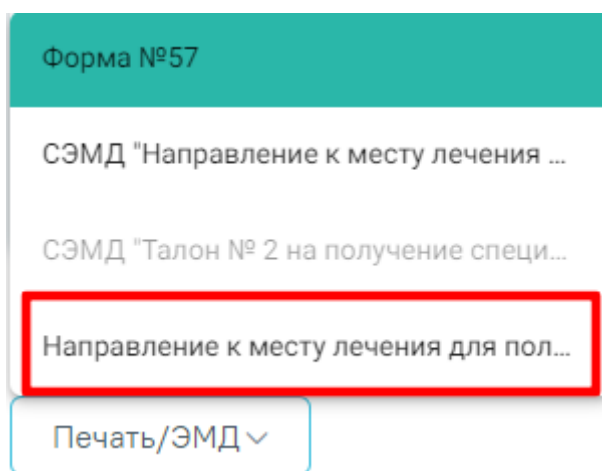 Форма №57
СЭМД "Направление к месту лечения ...
СЭМД "Талон № 2 на получение специ...
Направление к месту лечения для пол...
Печать/ЭМД